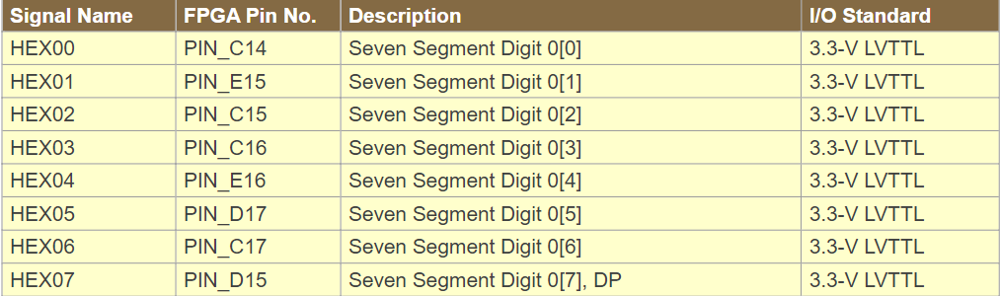 Signal Name FPGA Pin No. Description I/O Standard
HEX00 PIN_C14 Seven Segment Digit 0[0] 3.3-V LVTTL
HEX01 PIN_E15 Seven Segment Digit 0[1] 3.3-V LVTTL
HEX02 PIN_C15 Seven Segment Digit 0[2] 3.3-V LVTTL
HEX03 PIN_C16 Seven Segment Digit 0[3] 3.3-V LVTTL
HEX04 PIN_E16 Seven Segment Digit 0[4] 3.3-V LVTTL
HEX05 PIN_D17 Seven Segment Digit 0[5] 3.3-V LVTTL
HEX06 PIN_C17 Seven Segment Digit 0[6] 3.3-V LVTTL
HEX07 PIN_D15 Seven Segment Digit 0[7], DP 3.3-V LVTTL